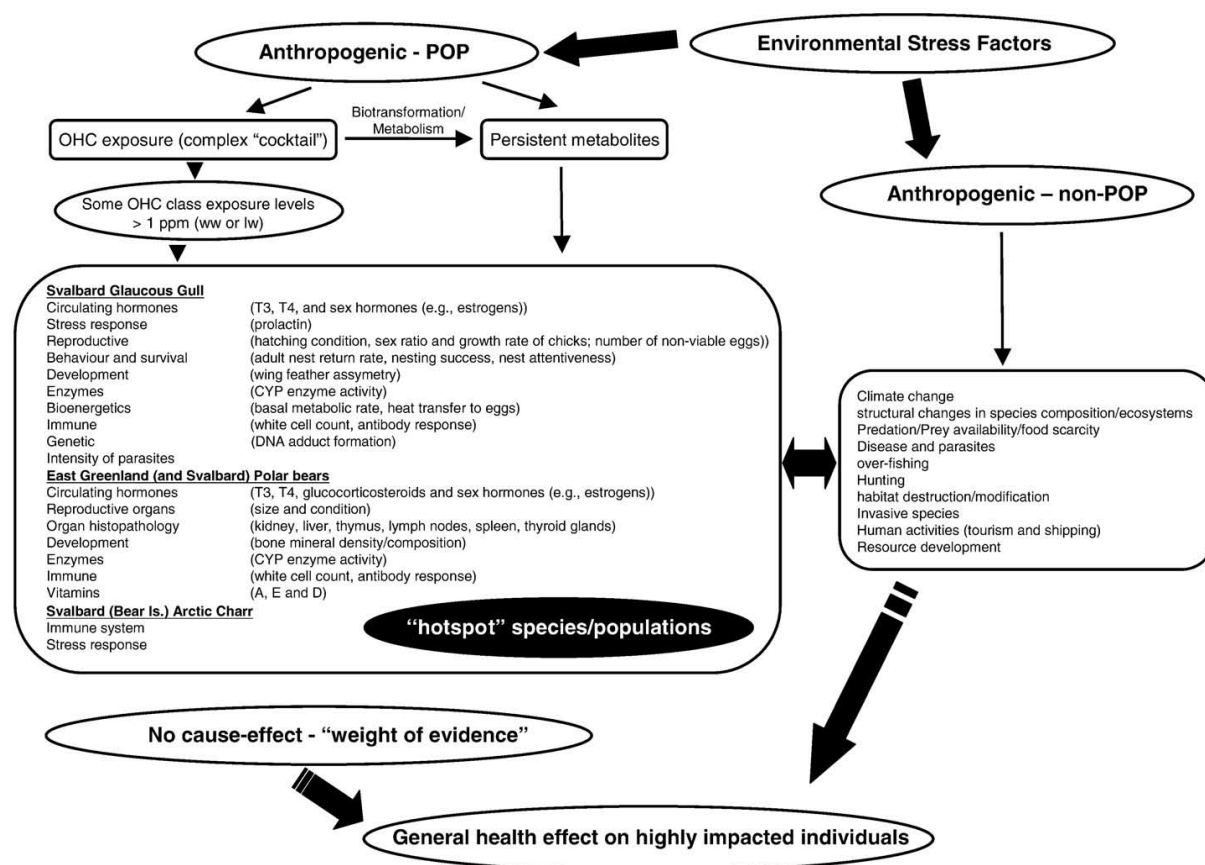 Anthropogenic - POP
Environmental Stress Factors
OHC exposure (complex “cocktail”)
Biotransformation/
Metabolism
Persistent metabolites
Some OHC class exposure levels
> 1 ppm (ww or lw)
Anthropogenic – non-POP
Svalbard Glaucous Gull
Circulating hormones (T3, T4, and sex hormones (e.g., estrogens))
Stress response (prolactin)
Reproductive (hatching condition, sex ratio and growth rate of chicks; number of non-viable eggs))
Behaviour and survival (adult nest return rate, nesting success, nest attentiveness)
Development (wing feather assymetry)
Enzymes (CYP enzyme activity)
Bioenergetics (basal metabolic rate, heat transfer to eggs)
Immune (white cell count, antibody response)
Genetic (DNA adduct formation)
Intensity of parasites
East Greenland (and Svalbard) Polar bears
Circulating hormones (T3, T4, glucocorticosteroids and sex hormones (e.g., estrogens))
Reproductive organs (size and condition)
Organ histopathology (kidney, liver, thymus, lymph nodes, spleen, thyroid glands)
Development (bone mineral density/composition)
Enzymes (CYP enzyme activity)
Immune (white cell count, antibody response)
Vitamins (A, E and D)
Svalbard (Bear Is.) Arctic Charr
Immune system
Stress response
“hotspot” species/populations
Climate change
structural changes in species composition/ecosystems
Predation/Prey availability/food scarcity
Disease and parasites
over-fishing
Hunting
habitat destruction/modification
Invasive species
Human activities (tourism and shipping)
Resource development
No cause-effect - “weight of evidence”
General health effect on highly impacted individuals